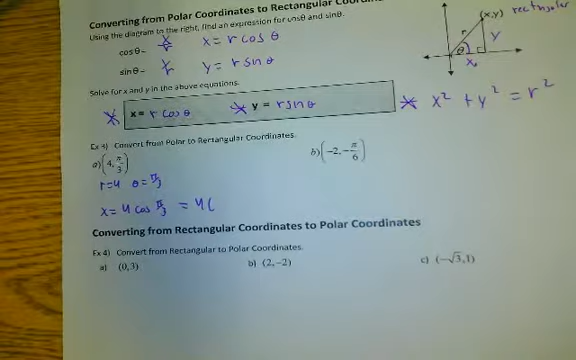 Converting from Polar Coordinates to Rectangular Coordinates
Using the diagram to the right, find an expression for cosθ and sinθ.
(x,y) rectangular
r
y
θ
x
cosθ = x/r x = r cos θ
sinθ = y/r y = r sin θ
Solve for x and y in the above equations.
* x = r cos θ * y = r sin θ * x² + y² = r²
Ex 3) Convert from Polar to Rectangular Coordinates.
a) (4, π/3) b) (-2, -π/6)
r=4 θ = π/3
x = 4 cos π/3 = 4(
Converting from Rectangular Coordinates to Polar Coordinates
Ex 4) Convert from Rectangular to Polar Coordinates.
a) (0,3) b) (2,-2) c) (-√3,1)